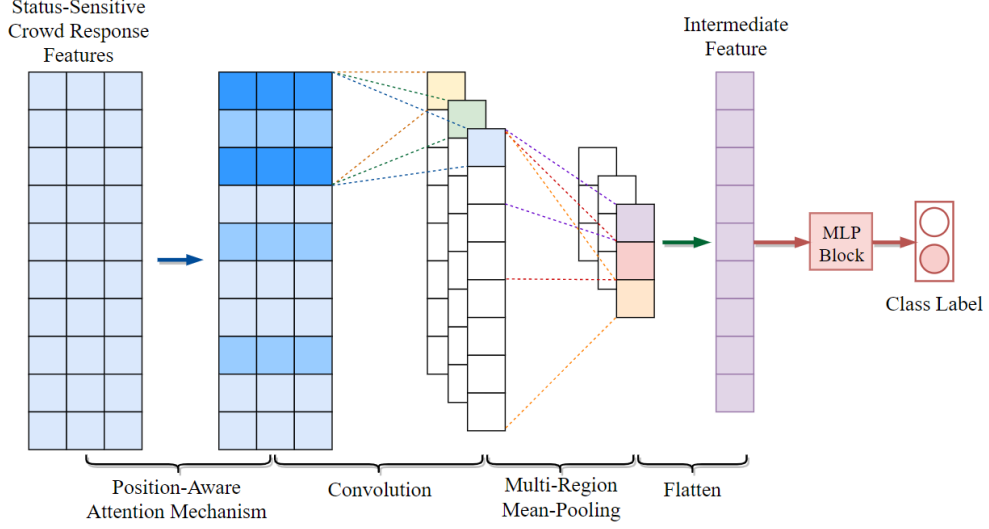 Status-Sensitive
Crowd Response
Features
Intermediate
Feature
MLP
Block
Class Label
Position-Aware
Attention Mechanism
Convolution
Multi-Region
Mean-Pooling
Flatten